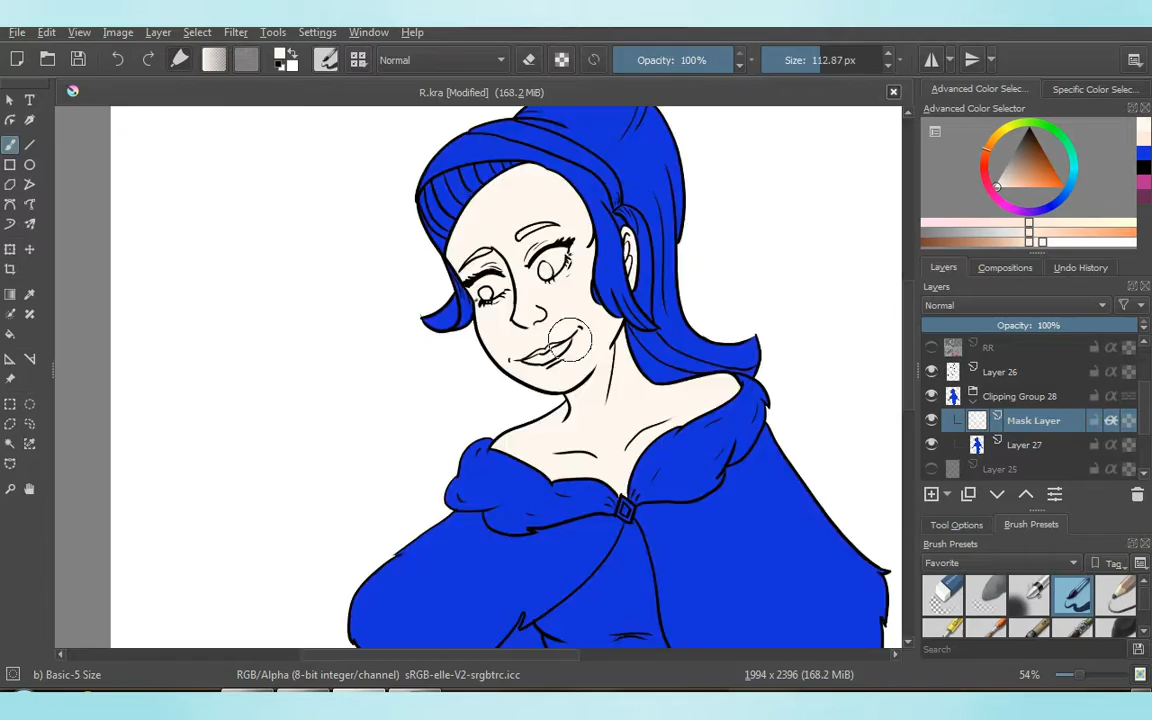 File Edit View Image Layer Select Filter Tools Settings Window Help
Normal
Opacity: 100%
Size: 112.87 px
R.kra [Modified] (168.2 MB)
Advanced Color Selec...
Specific Color Selec...
Advanced Color Selector
Layers
Compositions
Undo History
Layers
Normal
Opacity: 100%
RR
Layer 26
Clipping Group 28
Mask Layer
Layer 27
Layer 25
Tool Options
Brush Presets
Brush Presets
Favorite
Tag
Search
b) Basic-5 Size
RGB/Alpha (8-bit integer/channel) sRGB-elle-V2-srgbtrc.icc
1994 x 2396 (168.2 MB)
54%